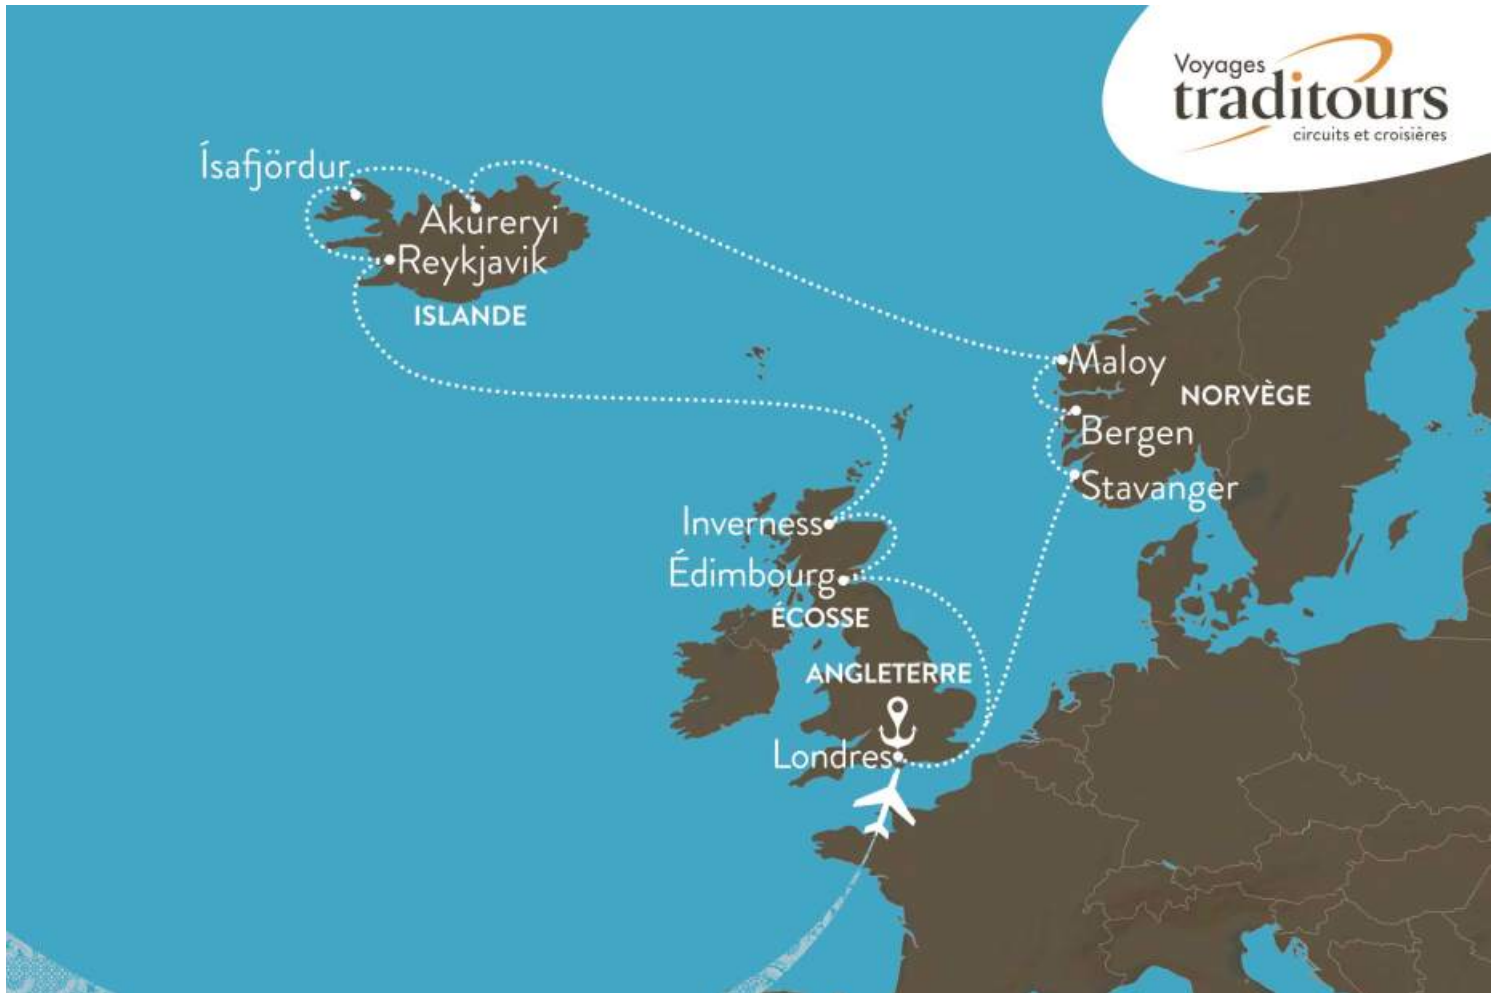 Voyages
traditours
circuits et croisières
Ísafjördur
Akureryi
Reykjavik
ISLANDE
Maloy
NORVÈGE
Bergen
Stavanger
Inverness
Édimbourg
ÉCOSSE
ANGLETERRE
Londres